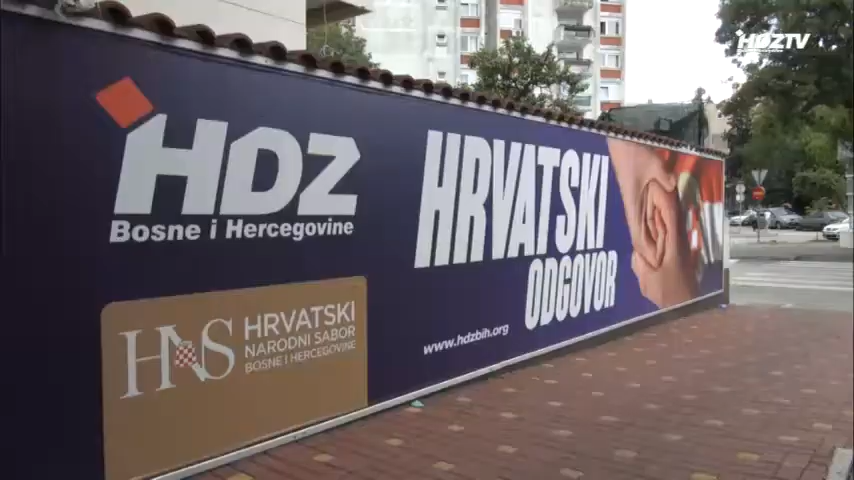 HDZTV
HDZ
Bosne i Hercegovine
HRVATSKI
ODGOVOR
www.hdzbih.org
HNS
HRVATSKI
NARODNI SABOR
BOSNE I HERCEGOVINE